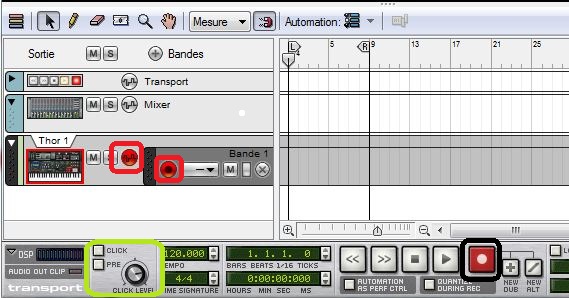 Mesure
Automation:
Sortie M S Bandes
L R
5 9 13 17 21 25
Transport
M S Mixer
Thor 1
M S Bande 1
M
DSP
AUDIO OUT CLIP
transport
CLICK
PRE
CLICK LEVEL
120.000
TEMPO
4/4
TIME SIGNATURE
1. 1. 1. 0
BARS BEATS 1/16 TICKS
0:00:00:000
HOURS MIN SEC MS
AUTOMATION
AS PERF CTRL
QUANTIZE
DURING REC
NEW
DUB
NEW
ALT